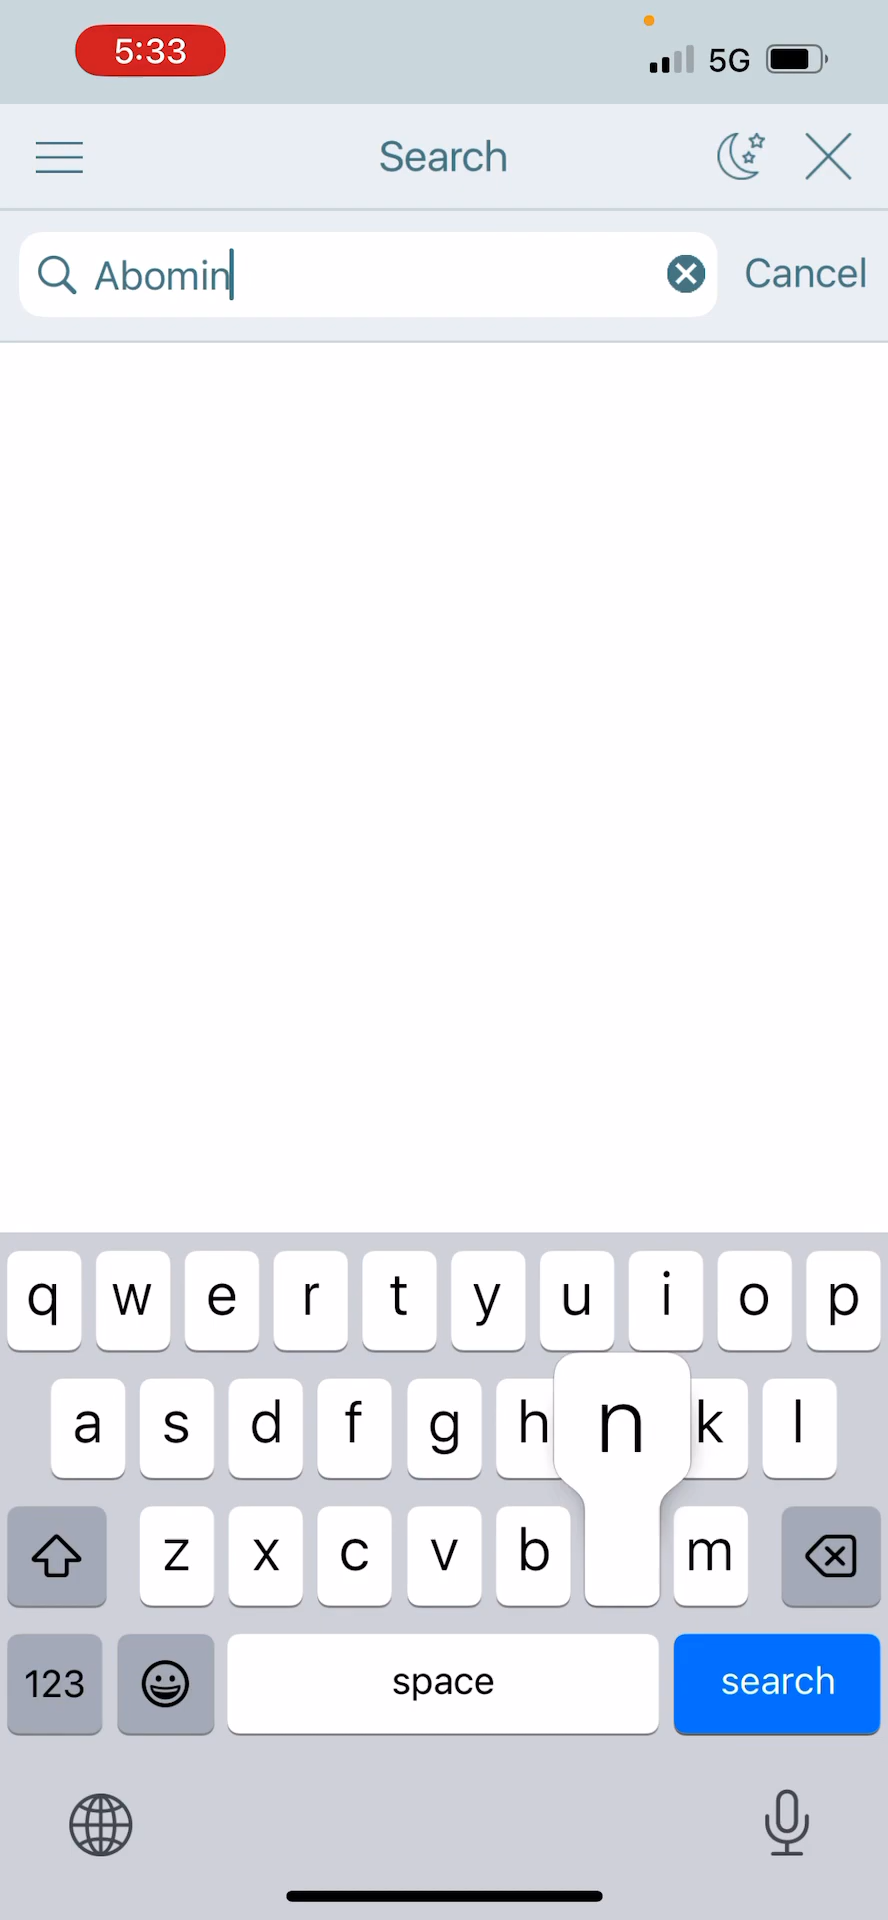 5:33 5G
Search
Abomin Cancel
q w e r t y u i o p
a s d f g h n k l
z x c v b m
123 space search